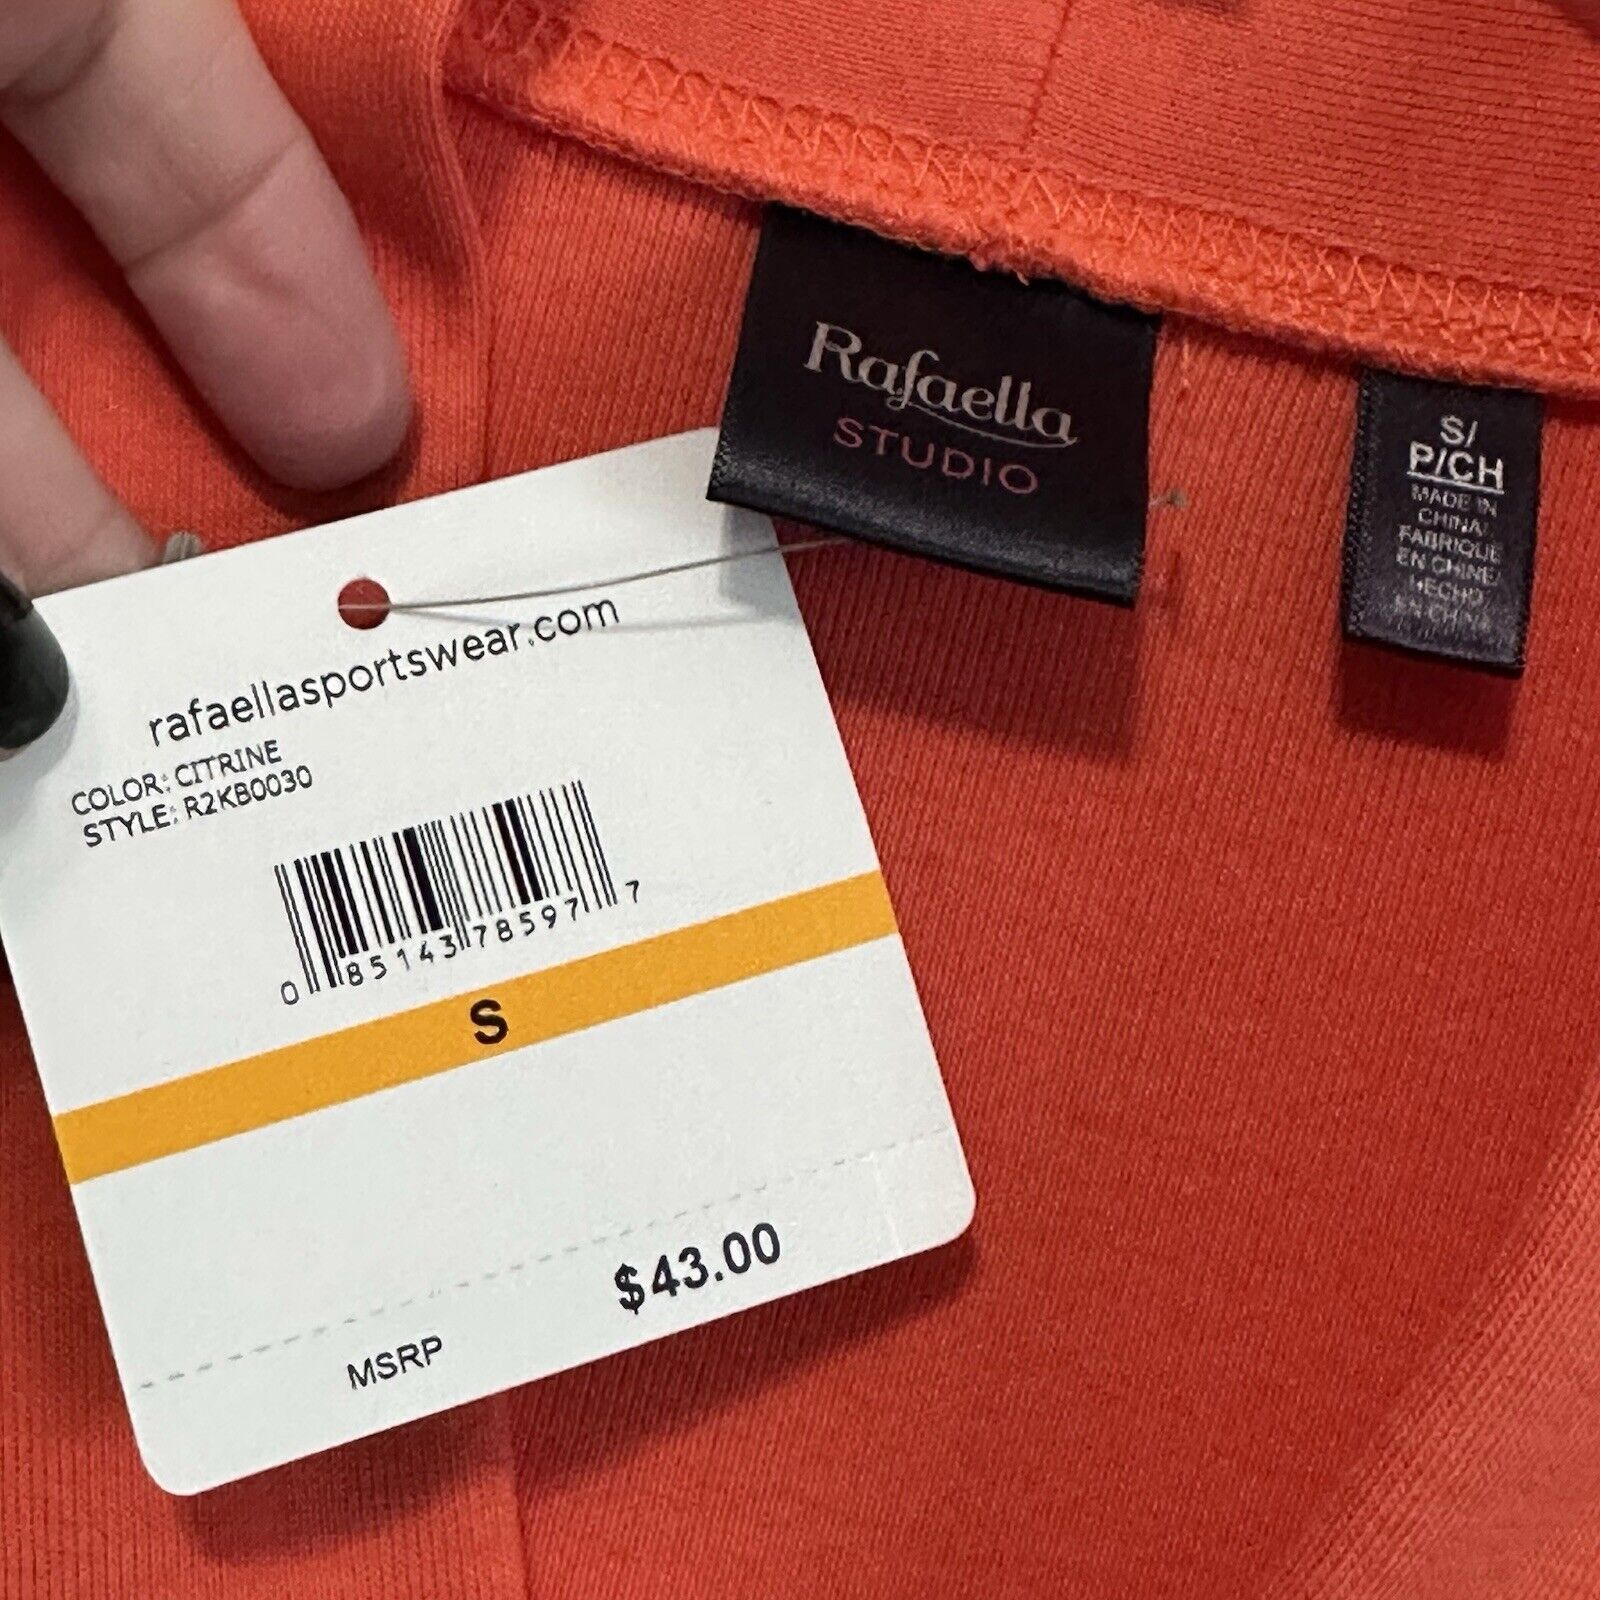 Rafaella
STUDIO
S/
P/CH
MADE IN
CHINA/
FABRIQUE
EN CHINE/
HECHO
EN CHINA
rafaellasportswear.com
COLOR: CITRINE
STYLE: R2KB0030
0 85143 78597 7
S
$43.00
MSRP